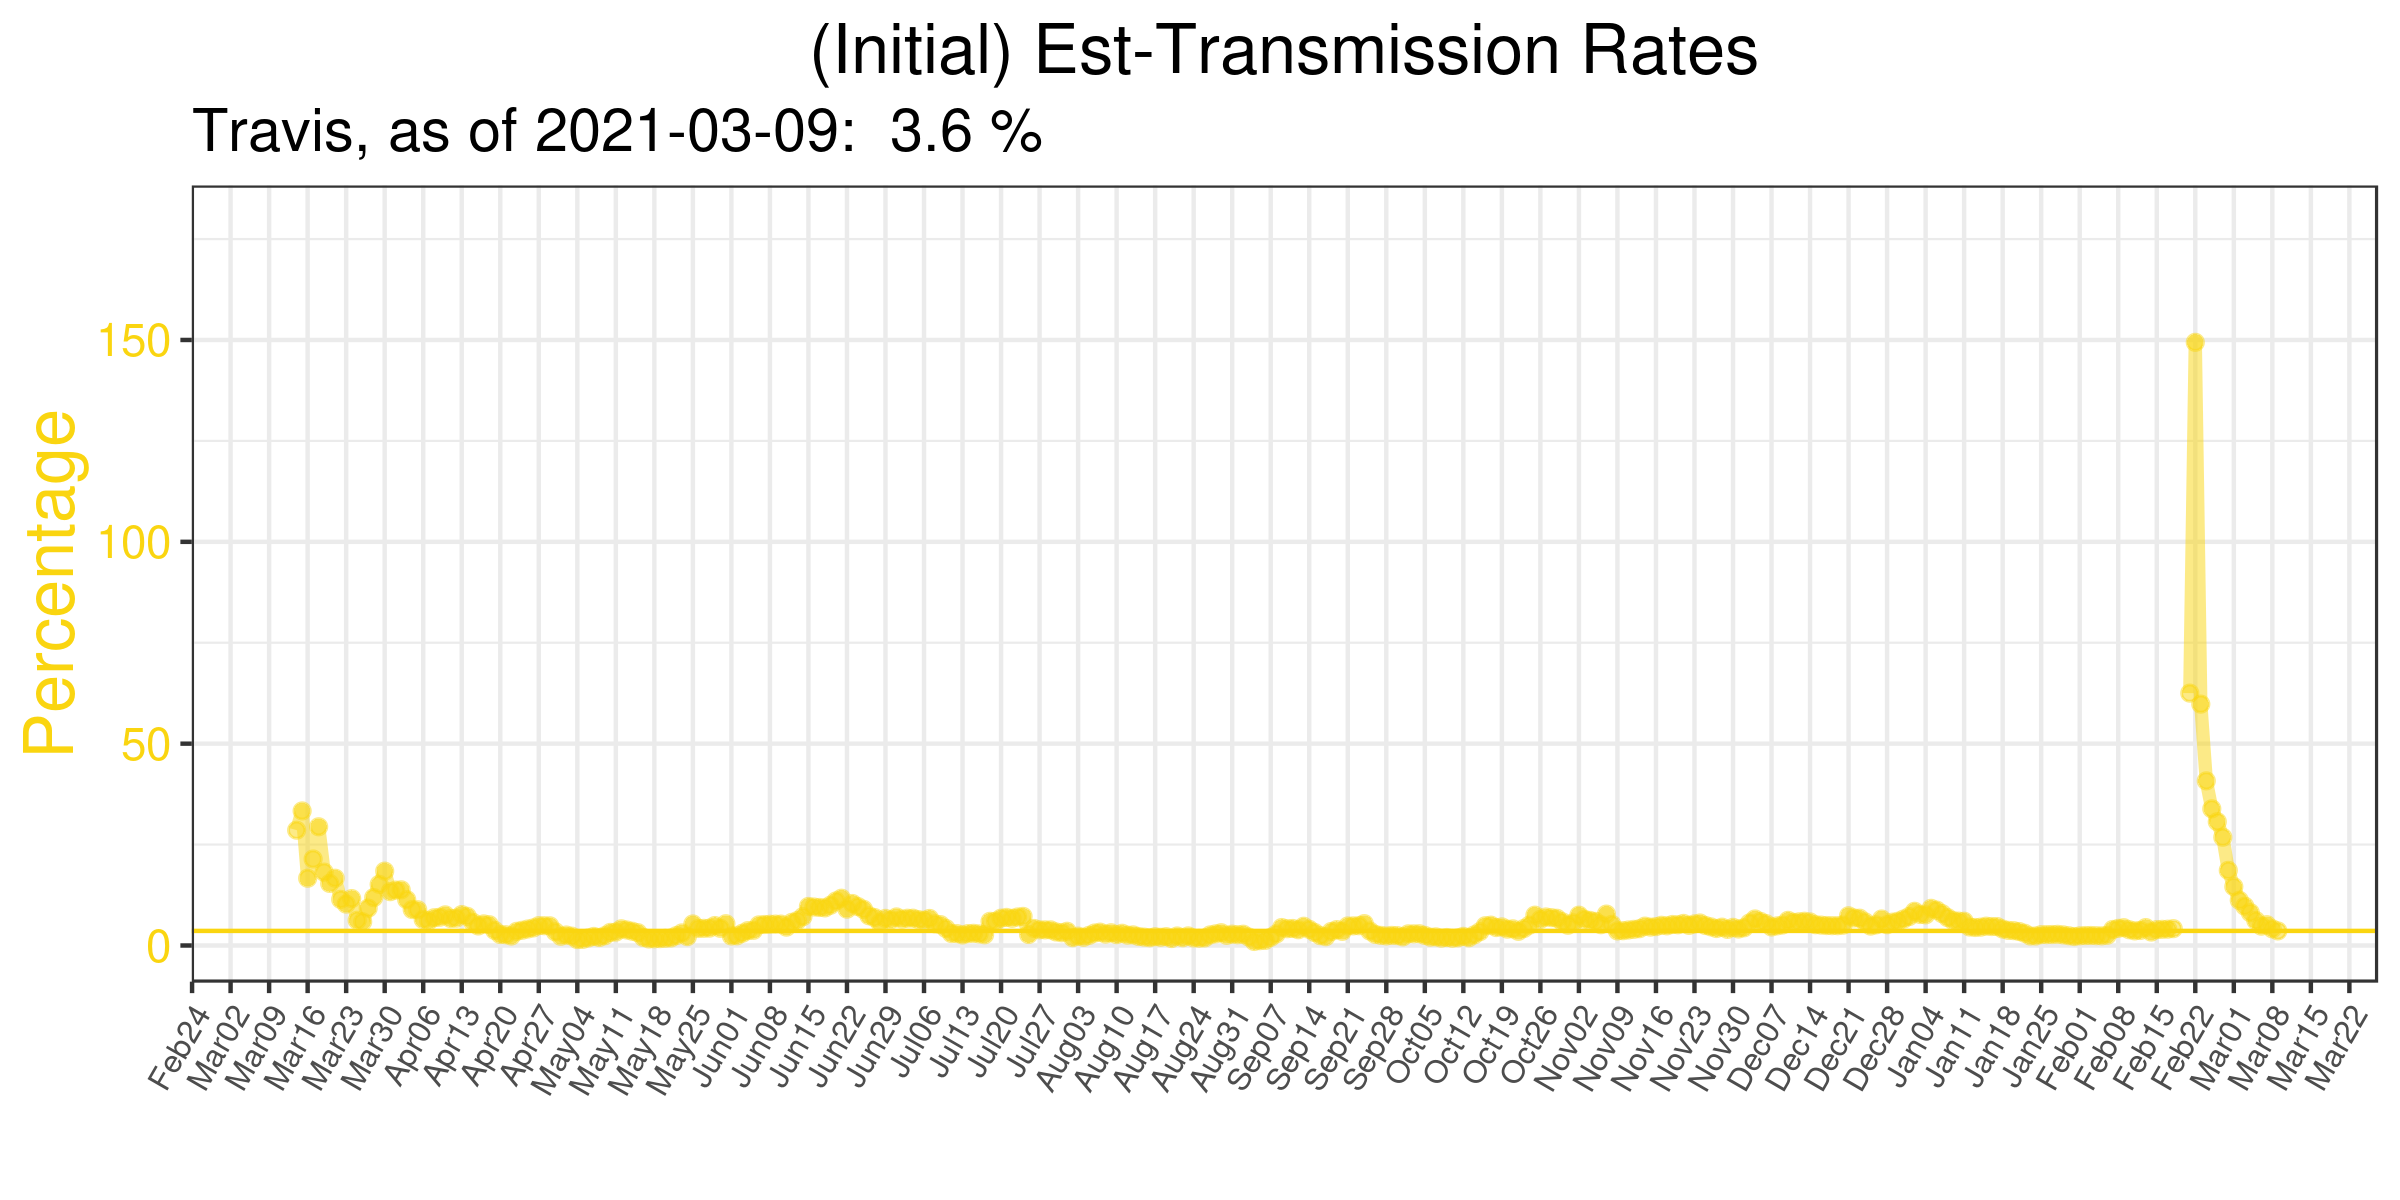 (Initial) Est-Transmission Rates
Travis, as of 2021-03-09:  3.6 %
Percentage
150
100
50
0
Feb24
Mar02
Mar09
Mar16
Mar23
Mar30
Apr06
Apr13
Apr20
Apr27
May04
May11
May18
May25
Jun01
Jun08
Jun15
Jun22
Jun29
Jul06
Jul13
Jul20
Jul27
Aug03
Aug10
Aug17
Aug24
Aug31
Sep07
Sep14
Sep21
Sep28
Oct05
Oct12
Oct19
Oct26
Nov02
Nov09
Nov16
Nov23
Nov30
Dec07
Dec14
Dec21
Dec28
Jan04
Jan11
Jan18
Jan25
Feb01
Feb08
Feb15
Feb22
Mar01
Mar08
Mar15
Mar22